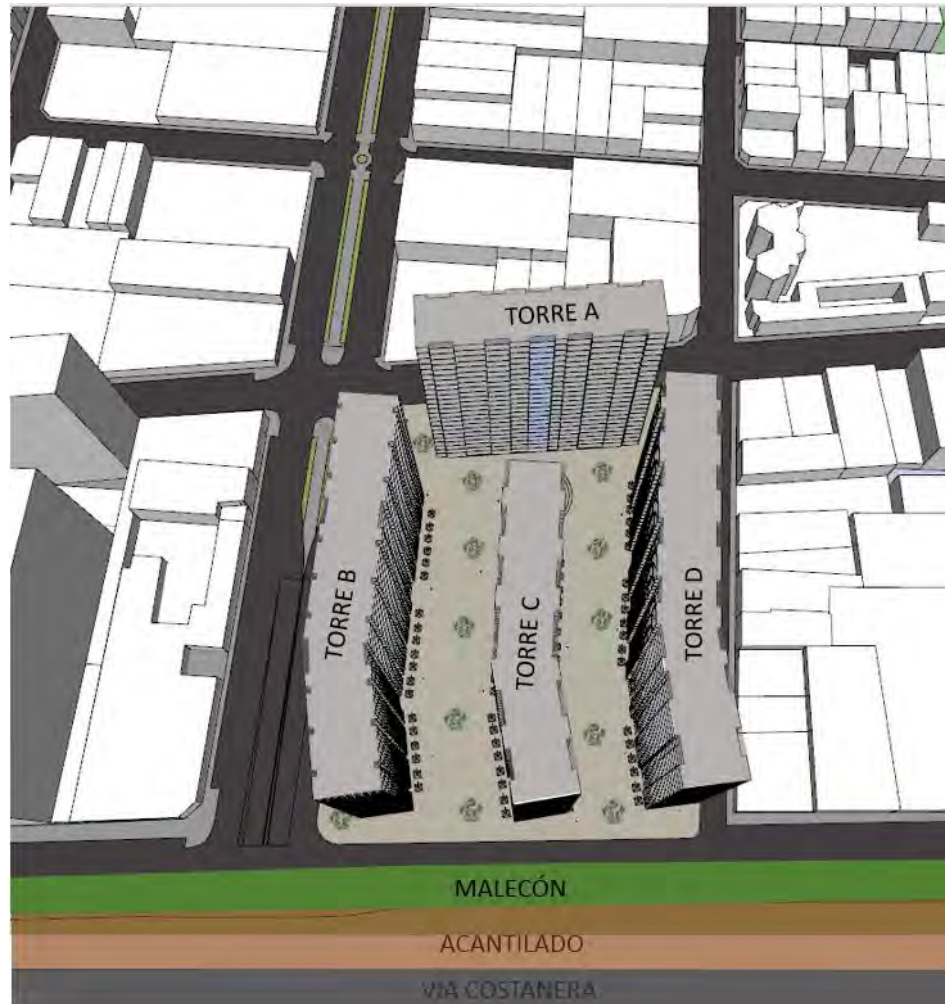 TORRE A
TORRE B
TORRE C
TORRE D
MALECÓN
ACANTILADO
VIA COSTANERA